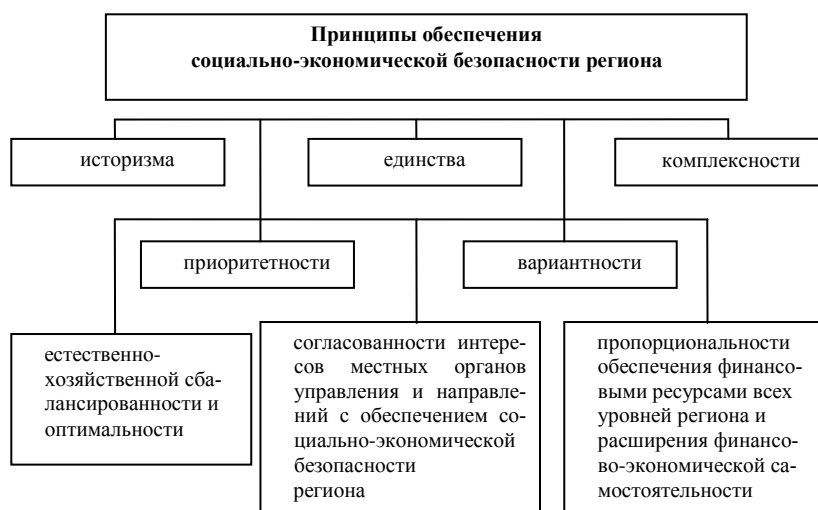 Принципы обеспечения
социально-экономической безопасности региона
историзма
единства
комплексности
приоритетности
вариантности
естественно-
хозяйственной сба-
лансированности и
оптимальности
согласованности интере-
сов местных органов
управления и направле-
ний с обеспечением со-
циально-экономической
безопасности
региона
пропорциональности
обеспечения финансо-
выми ресурсами всех
уровней региона и
расширения финансо-
во-экономической са-
мостоятельности